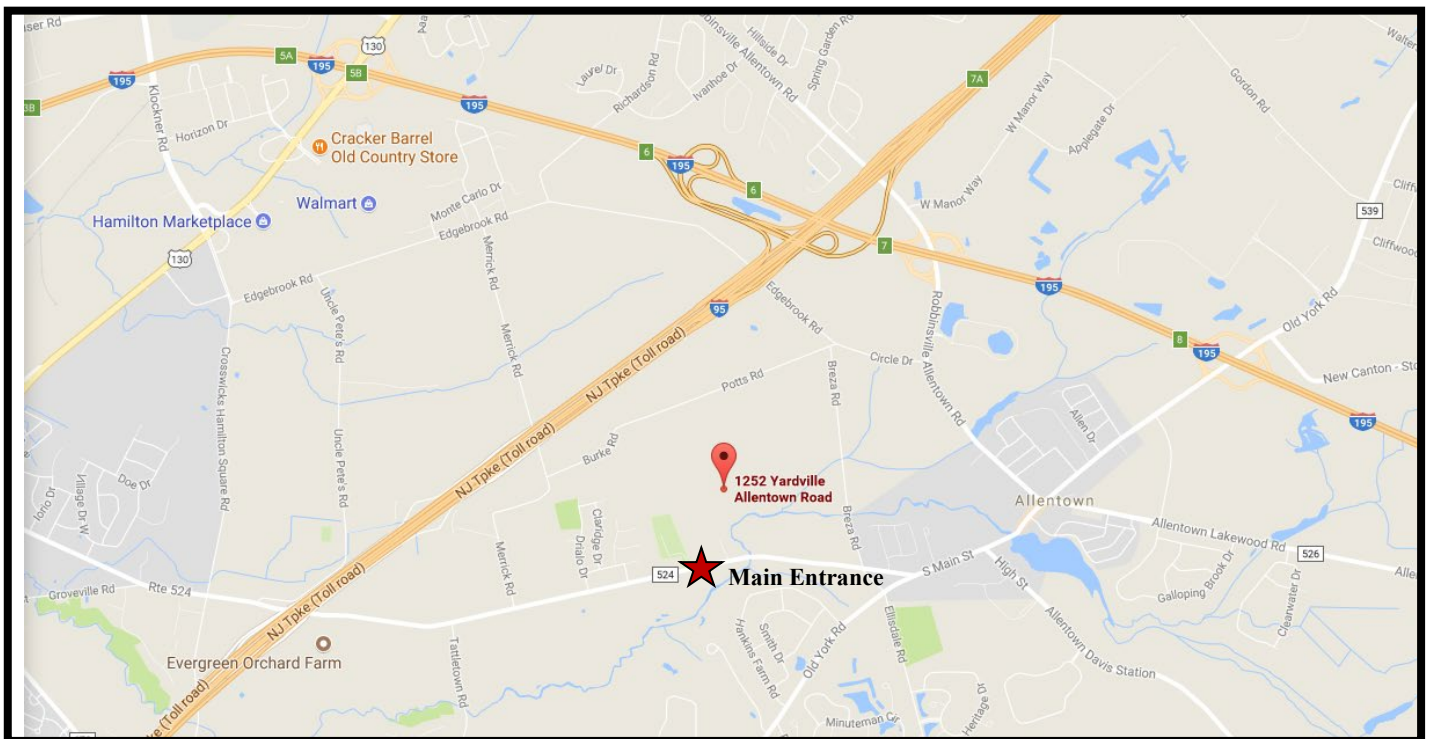 130
5A
195
5B
195
195
3B
Klockner Rd
Horizon Dr
Cracker Barrel
Old Country Store
Laurel Dr
Richardson Rd
Ivanhoe Dr
Hillside Dr
Spring Garden
Robbinsville Allentown Rd
7A
W Manor Way
Applegate Dr
Gordon Rd
6
195
6
W Manor Way
539
Walmart
Hamilton Marketplace
Monte Carlo Dr
Edgebrook Rd
130
Merrick Rd
7
195
Edgebrook Rd
Uncle Pete's Rd
95
Edgebrook Rd
Robbinsville Allentown Rd
Old York Rd
8
195
Crosswicks Hamilton Square Rd
Merrick Rd
NJ Tpke (Toll road)
Circle Dr
Potts Rd
Breza Rd
New Canton - Sto
Allen Dr
195
Burke Rd
Uncle Pete's Rd
NJ Tpke (Toll road)
1252 Yardville
Allentown Road
Village Dr W
Doe Dr
Iorio Dr
Claridge Dr
Drialo Dr
Breza Rd
Allentown
Allentown Lakewood Rd
526
Merrick Rd
524
Main Entrance
S Main St
High St
Galloping Brook Dr
Clearwater Dr
Groveville Rd
Rte 524
NJ Tpke (Toll road)
Evergreen Orchard Farm
Tattletown Rd
Hankins Farm Rd
Smith Dr
Old York Rd
Ellisdale Rd
Allentown Davis Station
Minuteman Cir
Heritage Dr
(Toll road)